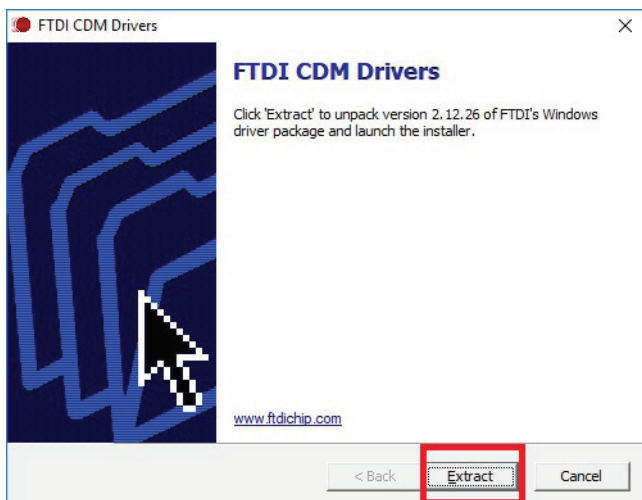 FTDI CDM Drivers
FTDI CDM Drivers
Click 'Extract' to unpack version 2.12.26 of FTDI's Windows
driver package and launch the installer.
www.ftdichip.com
< Back
Extract
Cancel